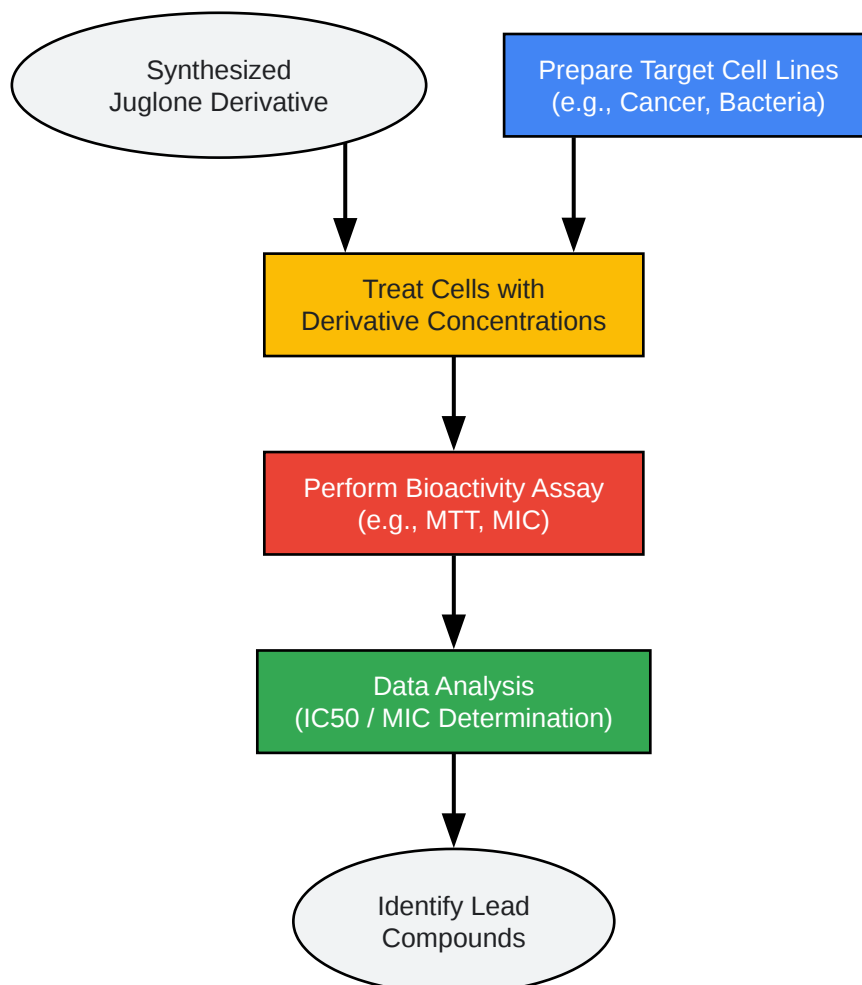 Synthesized
Juglone Derivative
Prepare Target Cell Lines
(e.g., Cancer, Bacteria)
Treat Cells with
Derivative Concentrations
Perform Bioactivity Assay
(e.g., MTT, MIC)
Data Analysis
(IC50 / MIC Determination)
Identify Lead
Compounds